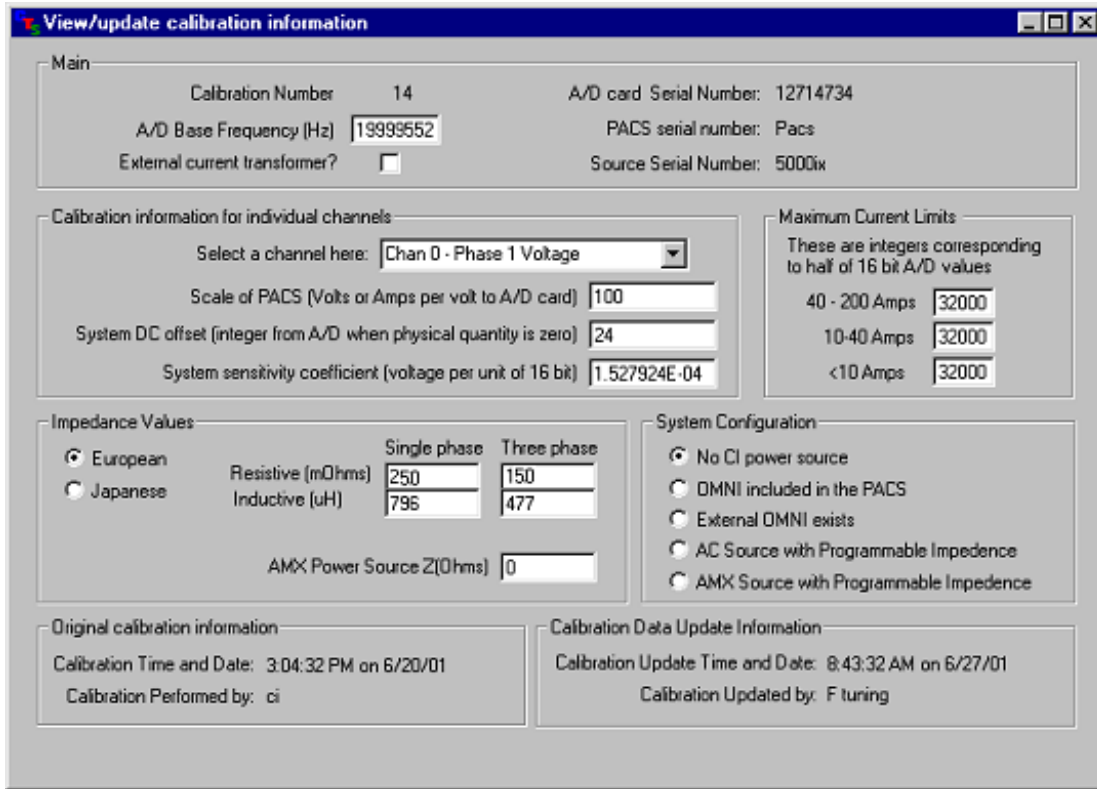 View/update calibration information
Main
Calibration Number 14
A/D card Serial Number: 12714734
A/D Base Frequency (Hz) 19999552
PACS serial number: Pacs
External current transformer?
Source Serial Number: 5000ix
Calibration information for individual channels
Select a channel here: Chan 0 - Phase 1 Voltage
Scale of PACS (Volts or Amps per volt to A/D card) 100
System DC offset (integer from A/D when physical quantity is zero) 24
System sensitivity coefficient (voltage per unit of 16 bit) 1.527924E-04
Maximum Current Limits
These are integers corresponding
to half of 16 bit A/D values
40 - 200 Amps 32000
10-40 Amps 32000
<10 Amps 32000
Impedance Values
European
Japanese
Single phase Three phase
Resistive (mOhms) 250 150
Inductive (uH) 796 477
AMX Power Source Z(Ohms) 0
System Configuration
No CI power source
OMNI included in the PACS
External OMNI exists
AC Source with Programmable Impedence
AMX Source with Programmable Impedence
Original calibration information
Calibration Time and Date: 3:04:32 PM on 6/20/01
Calibration Performed by: ci
Calibration Data Update Information
Calibration Update Time and Date: 8:43:32 AM on 6/27/01
Calibration Updated by: F tuning